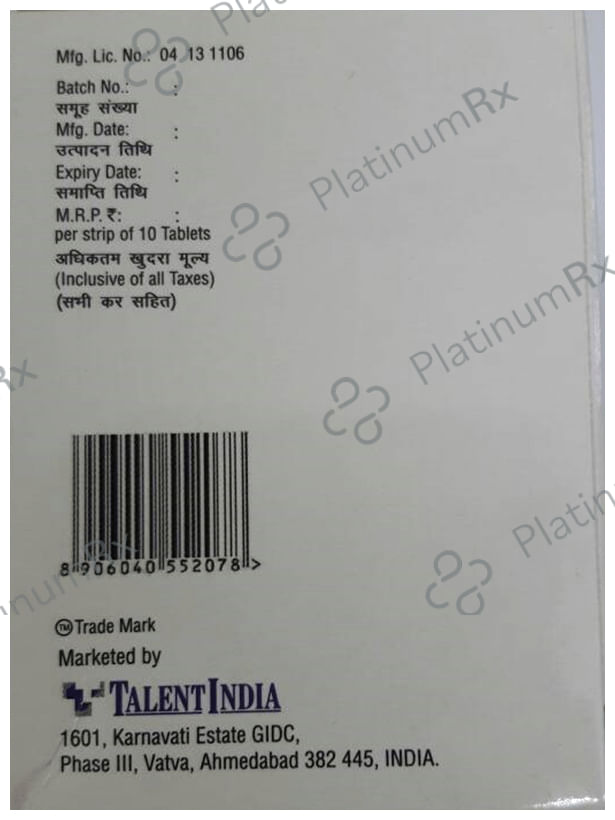 Mfg. Lic. No.: 04 13 1106
Batch No.: :
समूह संख्या
Mfg. Date: :
उत्पादन तिथि
Expiry Date: :
समाप्ति तिथि
M.R.P. ₹: :
per strip of 10 Tablets
अधिकतम खुदरा मूल्य
(Inclusive of all Taxes)
(सभी कर सहित)
8 906040 552078 >
TM Trade Mark
Marketed by
TALENT INDIA
1601, Karnavati Estate GIDC,
Phase III, Vatva, Ahmedabad 382 445, INDIA.
PlatinumRx
PlatinumRx